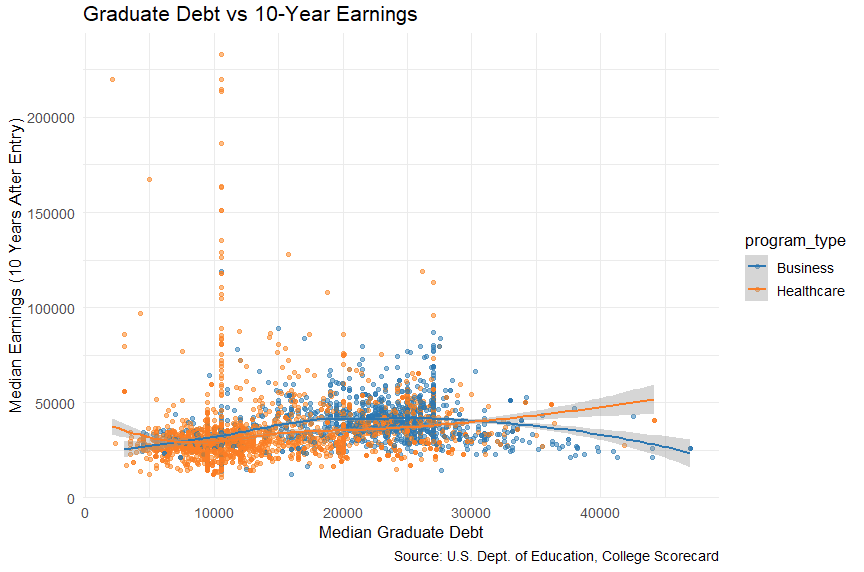 Graduate Debt vs 10-Year Earnings
Median Earnings (10 Years After Entry)
200000
150000
100000
50000
0
0 10000 20000 30000 40000
Median Graduate Debt
program_type
Business
Healthcare
Source: U.S. Dept. of Education, College Scorecard